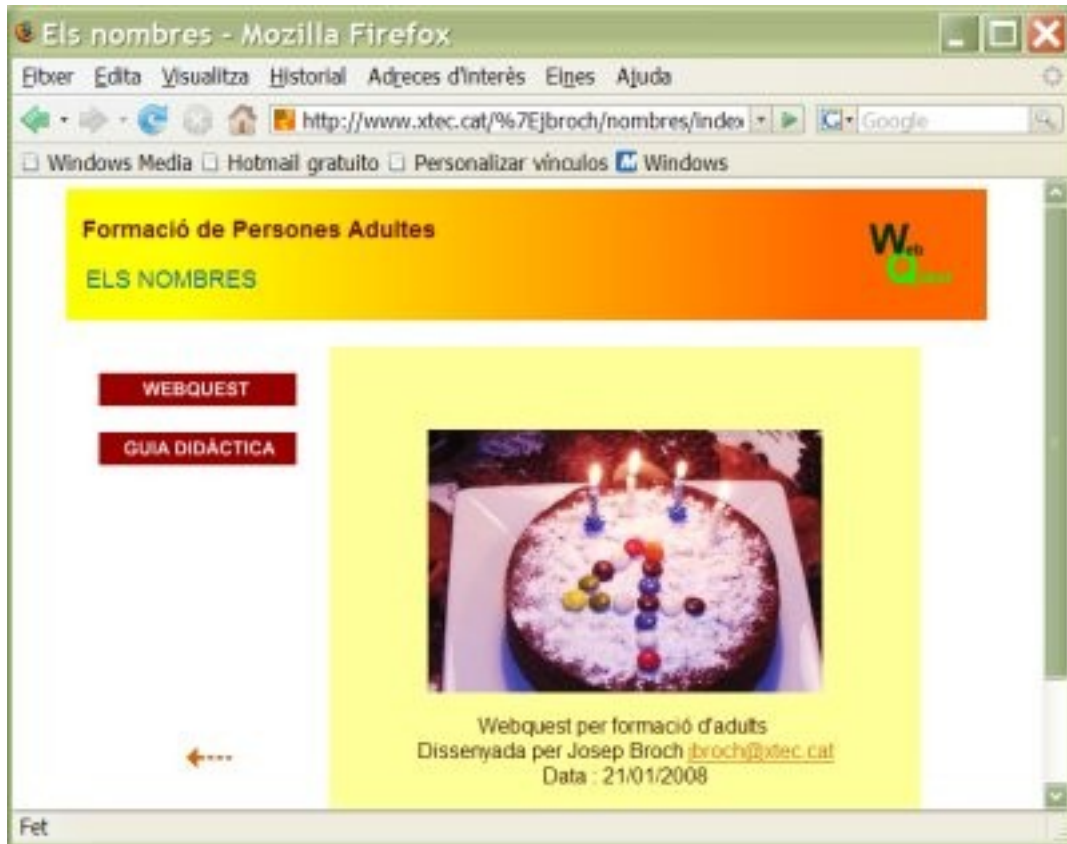 Els nombres - Mozilla Firefox
Fitxer Edita Visualitza Historial Adreces d'interès Eines Ajuda
http://www.xtec.cat/%7Ejbroch/nombres/index Google
Windows Media Hotmail gratuito Personalizar vínculos Windows
Formació de Persones Adultes
ELS NOMBRES
Web
Quest
WEBQUEST
GUIA DIDÀCTICA
Webquest per formació d'adults
Dissenyada per Josep Broch jbroch@xtec.cat
Data : 21/01/2008
Fet